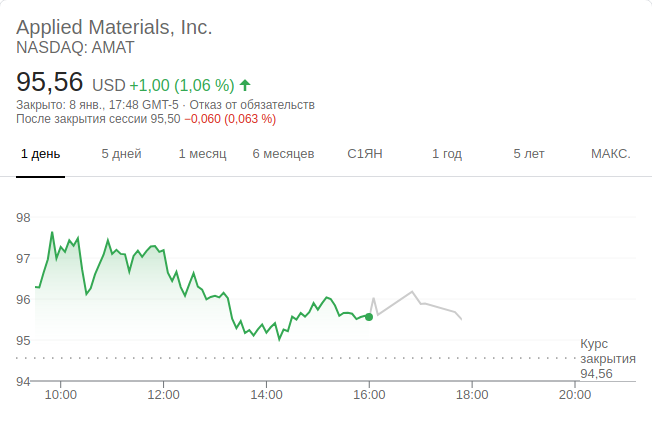 Applied Materials, Inc.
NASDAQ: AMAT
95,56 USD +1,00 (1,06 %)
Закрыто: 8 янв., 17:48 GMT-5 · Отказ от обязательств
После закрытия сессии 95,50 −0,060 (0,063 %)
1 день 5 дней 1 месяц 6 месяцев С1ЯН 1 год 5 лет МАКС.
98
97
96
95
Курс
закрытия
94,56
94
10:00 12:00 14:00 16:00 18:00 20:00